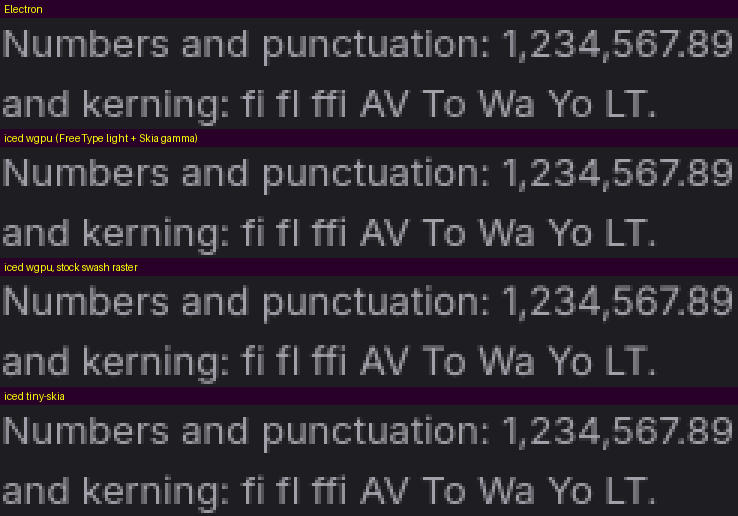 Electron
Numbers and punctuation: 1,234,567.89
and kerning: fi fl ffi AV To Wa Yo LT.
iced wgpu (FreeType light + Skia gamma)
Numbers and punctuation: 1,234,567.89
and kerning: fi fl ffi AV To Wa Yo LT.
iced wgpu, stock swash raster
Numbers and punctuation: 1,234,567.89
and kerning: fi fl ffi AV To Wa Yo LT.
iced tiny-skia
Numbers and punctuation: 1,234,567.89
and kerning: fi fl ffi AV To Wa Yo LT.